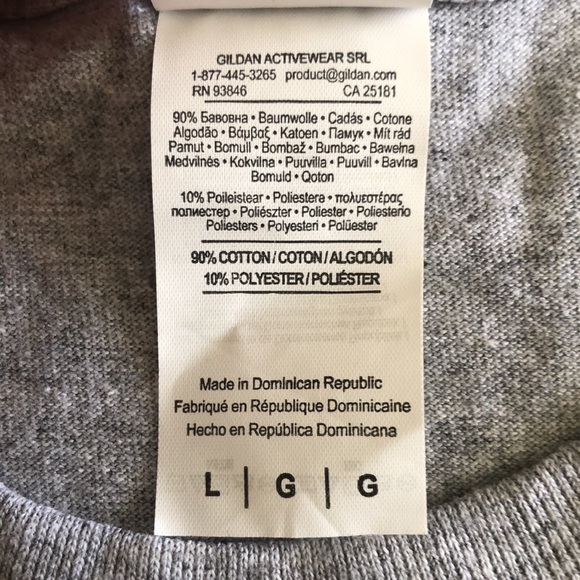 GILDAN ACTIVEWEAR SRL
1-877-445-3265 product@gildan.com
RN 93846 CA 25181
90% Бавовна • Baumwolle • Cadás • Cotone
Algodão • Βάμβαξ • Katoen • Памук • Mít rád
Pamut • Bomull • Bombaž • Bumbac • Bawełna
Medvilnės • Kokvilna • Puuvilla • Puuvill • Bavlna
Bomuld • Qoton
10% Poileistear • Poliestera • πολυεστέρας
полиестер • Poliészter • Poliester • Poliesterio
Poliesters • Polyesteri • Polüester
90% COTTON/COTON/ALGODÓN
10% POLYESTER/POLIÉSTER
Made in Dominican Republic
Fabriqué en République Dominicaine
Hecho en República Dominicana
L | G | G